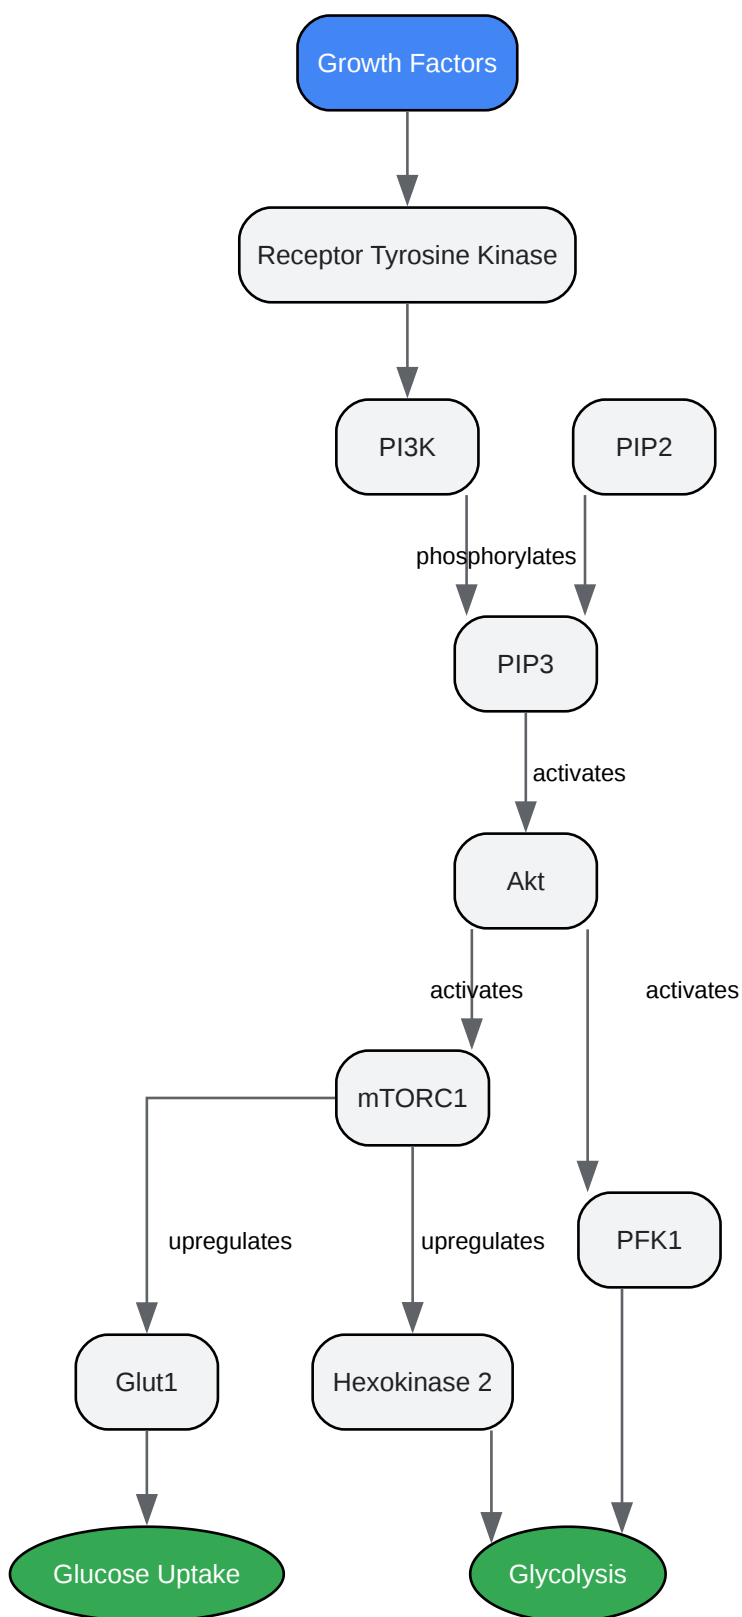 Growth Factors
Receptor Tyrosine Kinase
PI3K
PIP2
phosphorylates
PIP3
activates
Akt
activates
activates
mTORC1
upregulates
upregulates
PFK1
Glut1
Hexokinase 2
Glucose Uptake
Glycolysis